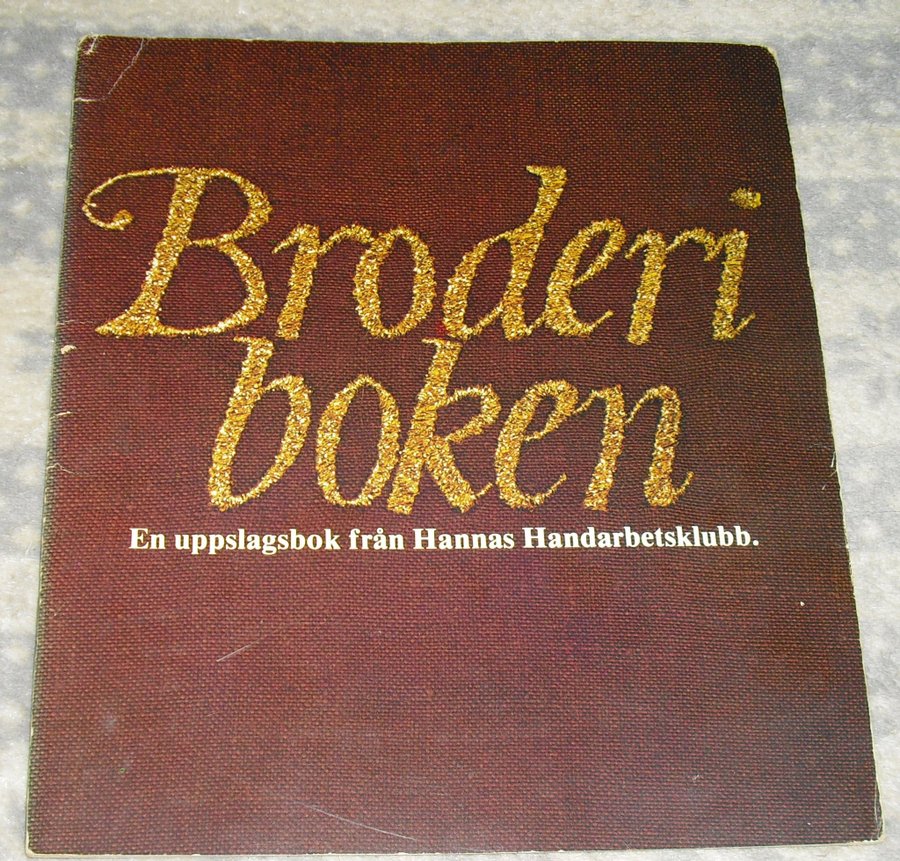 Broderi
boken
En uppslagsbok från Hannas Handarbetsklubb.